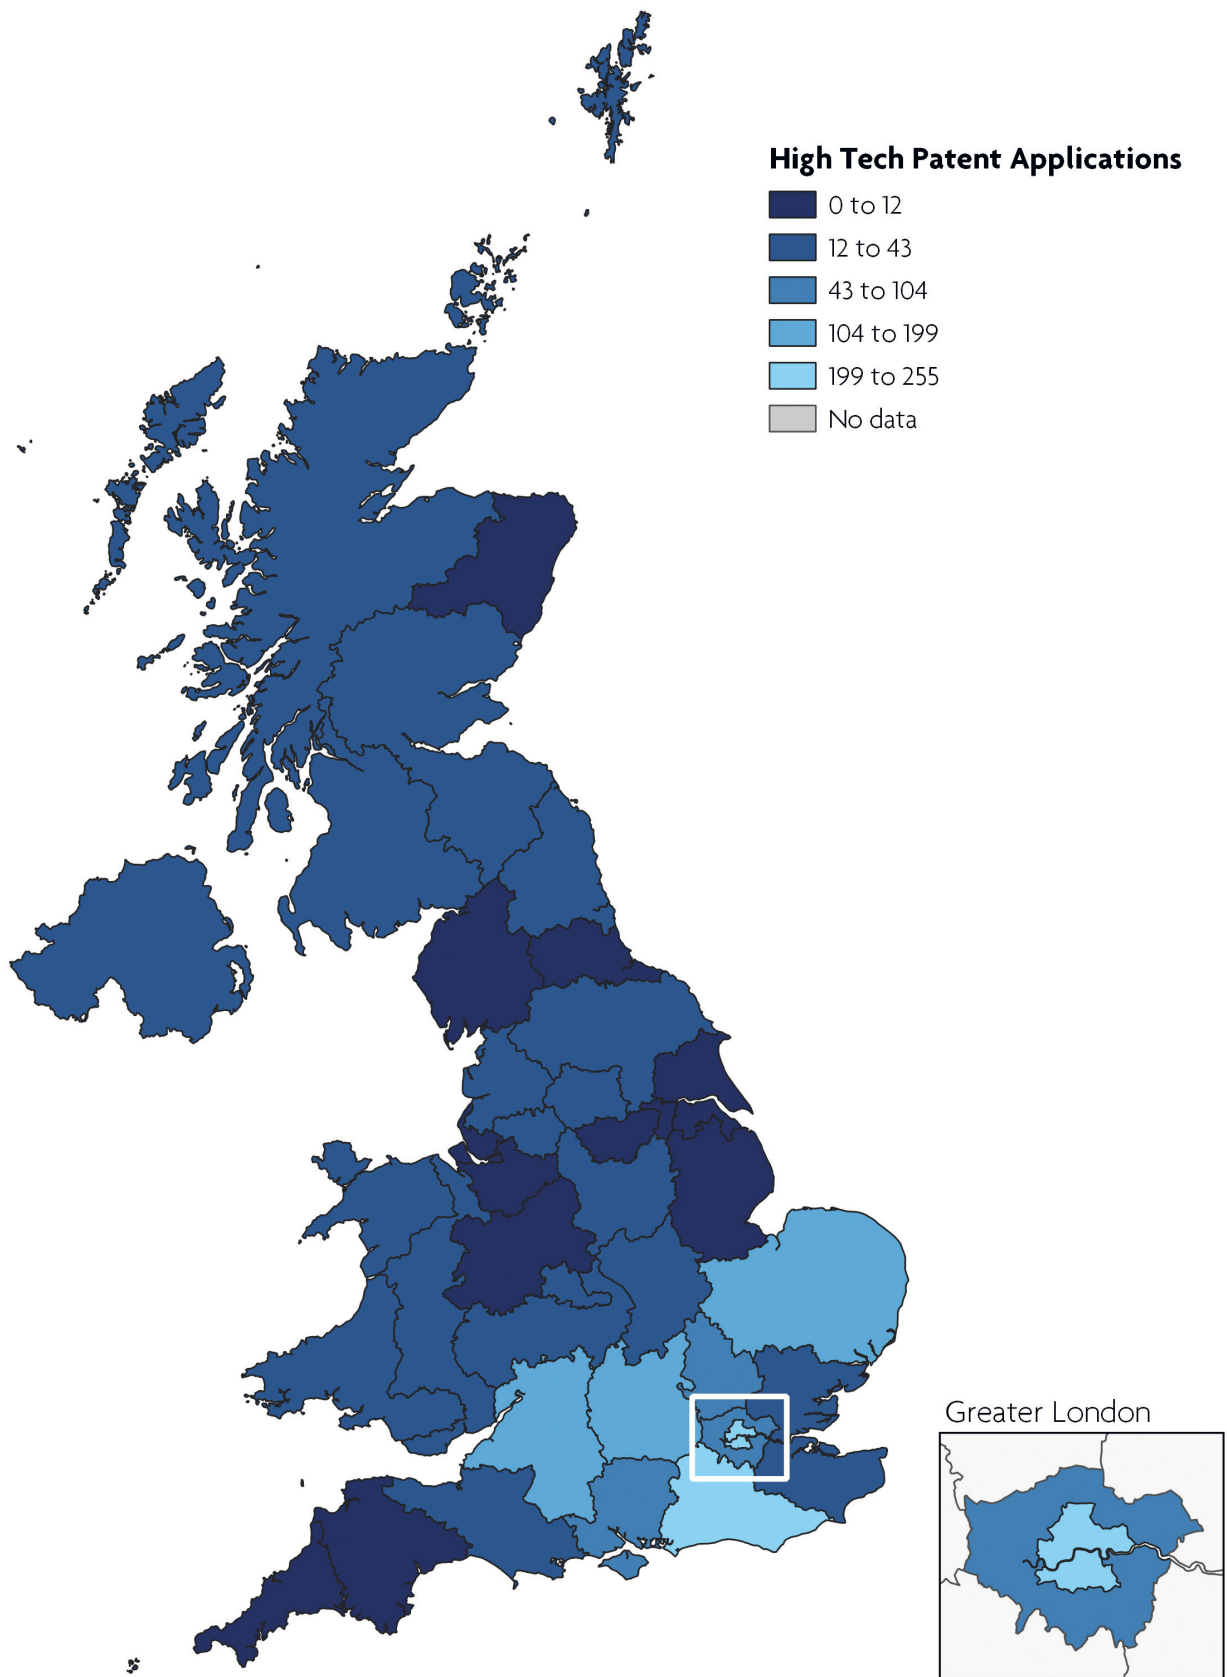 High Tech Patent Applications
0 to 12
12 to 43
43 to 104
104 to 199
199 to 255
No data
Greater London